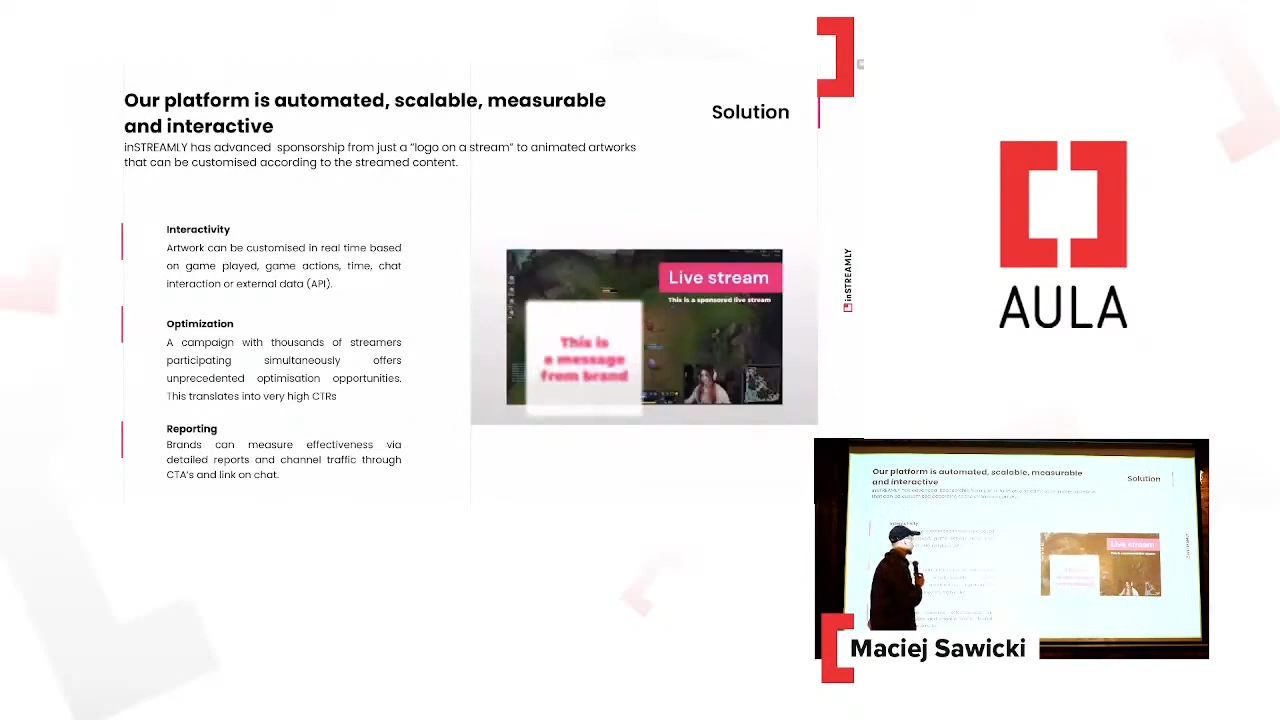 Our platform is automated, scalable, measurable
and interactive
Solution
inSTREAMLY has advanced sponsorship from just a "logo on a stream" to animated artworks
that can be customised according to the streamed content.
Interactivity
Artwork can be customised in real time based
on game played, game actions, time, chat
interaction or external data (API).
Optimization
A campaign with thousands of streamers
participating simultaneously offers
unprecedented optimisation opportunities.
This translates into very high CTRs
Reporting
Brands can measure effectiveness via
detailed reports and channel traffic through
CTA's and link on chat.
Live stream
This is a sponsored live stream
This is
a message
from brand
inSTREAMLY
AULA
Our platform is automated, scalable, measurable
and interactive
Solution
Interactivity
Live stream
Maciej Sawicki